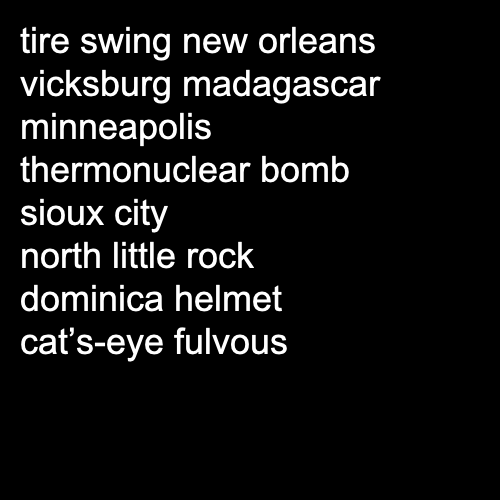 tire swing new orleans
vicksburg madagascar
minneapolis
thermonuclear bomb
sioux city
north little rock
dominica helmet
cat’s-eye fulvous